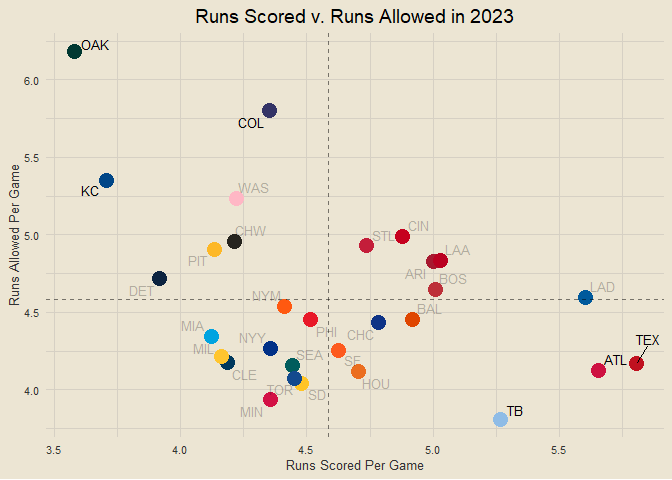 Runs Scored v. Runs Allowed in 2023
OAK
6.0
COL
5.5
KC
WAS
CHW
CIN
STL
5.0
LAA
PIT
ARI
BOS
DET
LAD
NYM
4.5
BAL
MIA
PHI
CHC
NYY
TEX
MIL
SEA
SF
ATL
CLE
HOU
4.0
TOR
SD
MIN
TB
3.5
4.0
4.5
5.0
5.5
Runs Scored Per Game
Runs Allowed Per Game